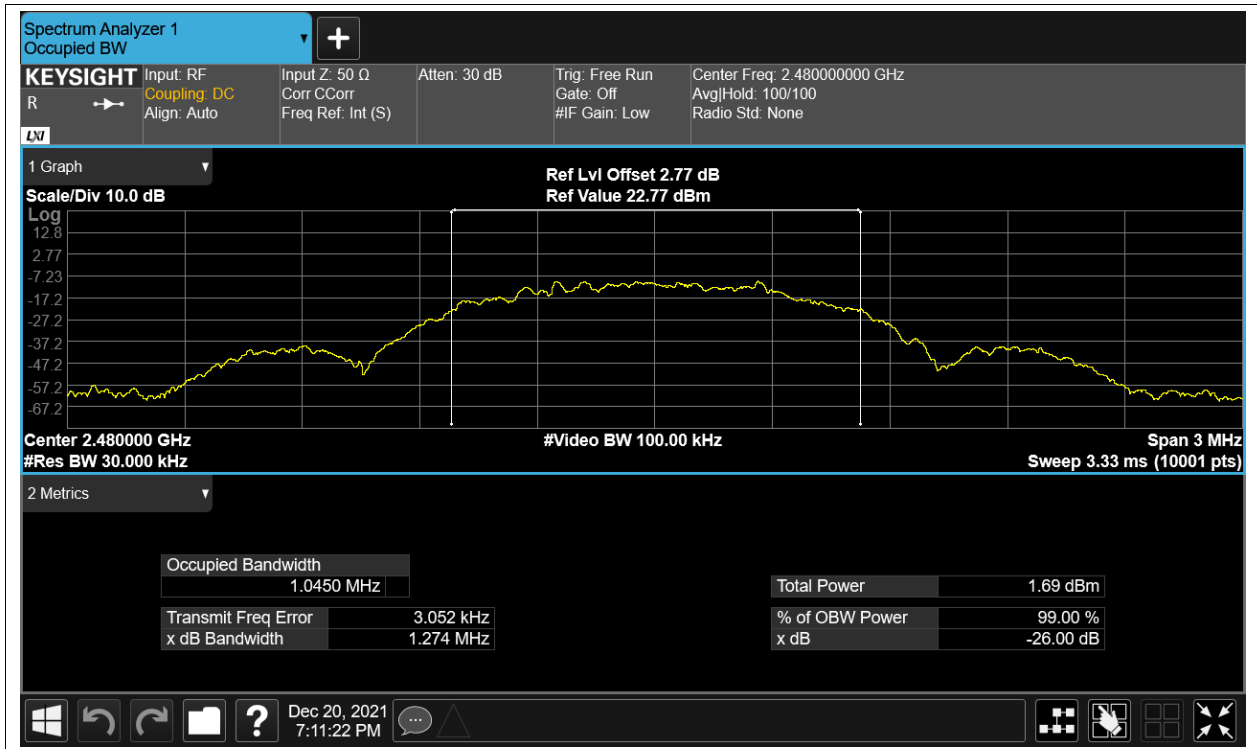 Spectrum Analyzer 1
Occupied BW
+
KEYSIGHT
R
LXI
Input: RF
Coupling: DC
Align: Auto
Input Z: 50 Ω
Corr CCorr
Freq Ref: Int (S)
Atten: 30 dB
Trig: Free Run
Gate: Off
#IF Gain: Low
Center Freq: 2.480000000 GHz
Avg|Hold: 100/100
Radio Std: None
1 Graph
Scale/Div 10.0 dB
Ref Lvl Offset 2.77 dB
Ref Value 22.77 dBm
Log
12.8
2.77
-7.23
-17.2
-27.2
-37.2
-47.2
-57.2
-67.2
Center 2.480000 GHz
#Video BW 100.00 kHz
Span 3 MHz
#Res BW 30.000 kHz
Sweep 3.33 ms (10001 pts)
2 Metrics
Occupied Bandwidth
1.0450 MHz
Total Power 1.69 dBm
Transmit Freq Error 3.052 kHz
% of OBW Power 99.00 %
x dB Bandwidth 1.274 MHz
x dB -26.00 dB
?
Dec 20, 2021
7:11:22 PM